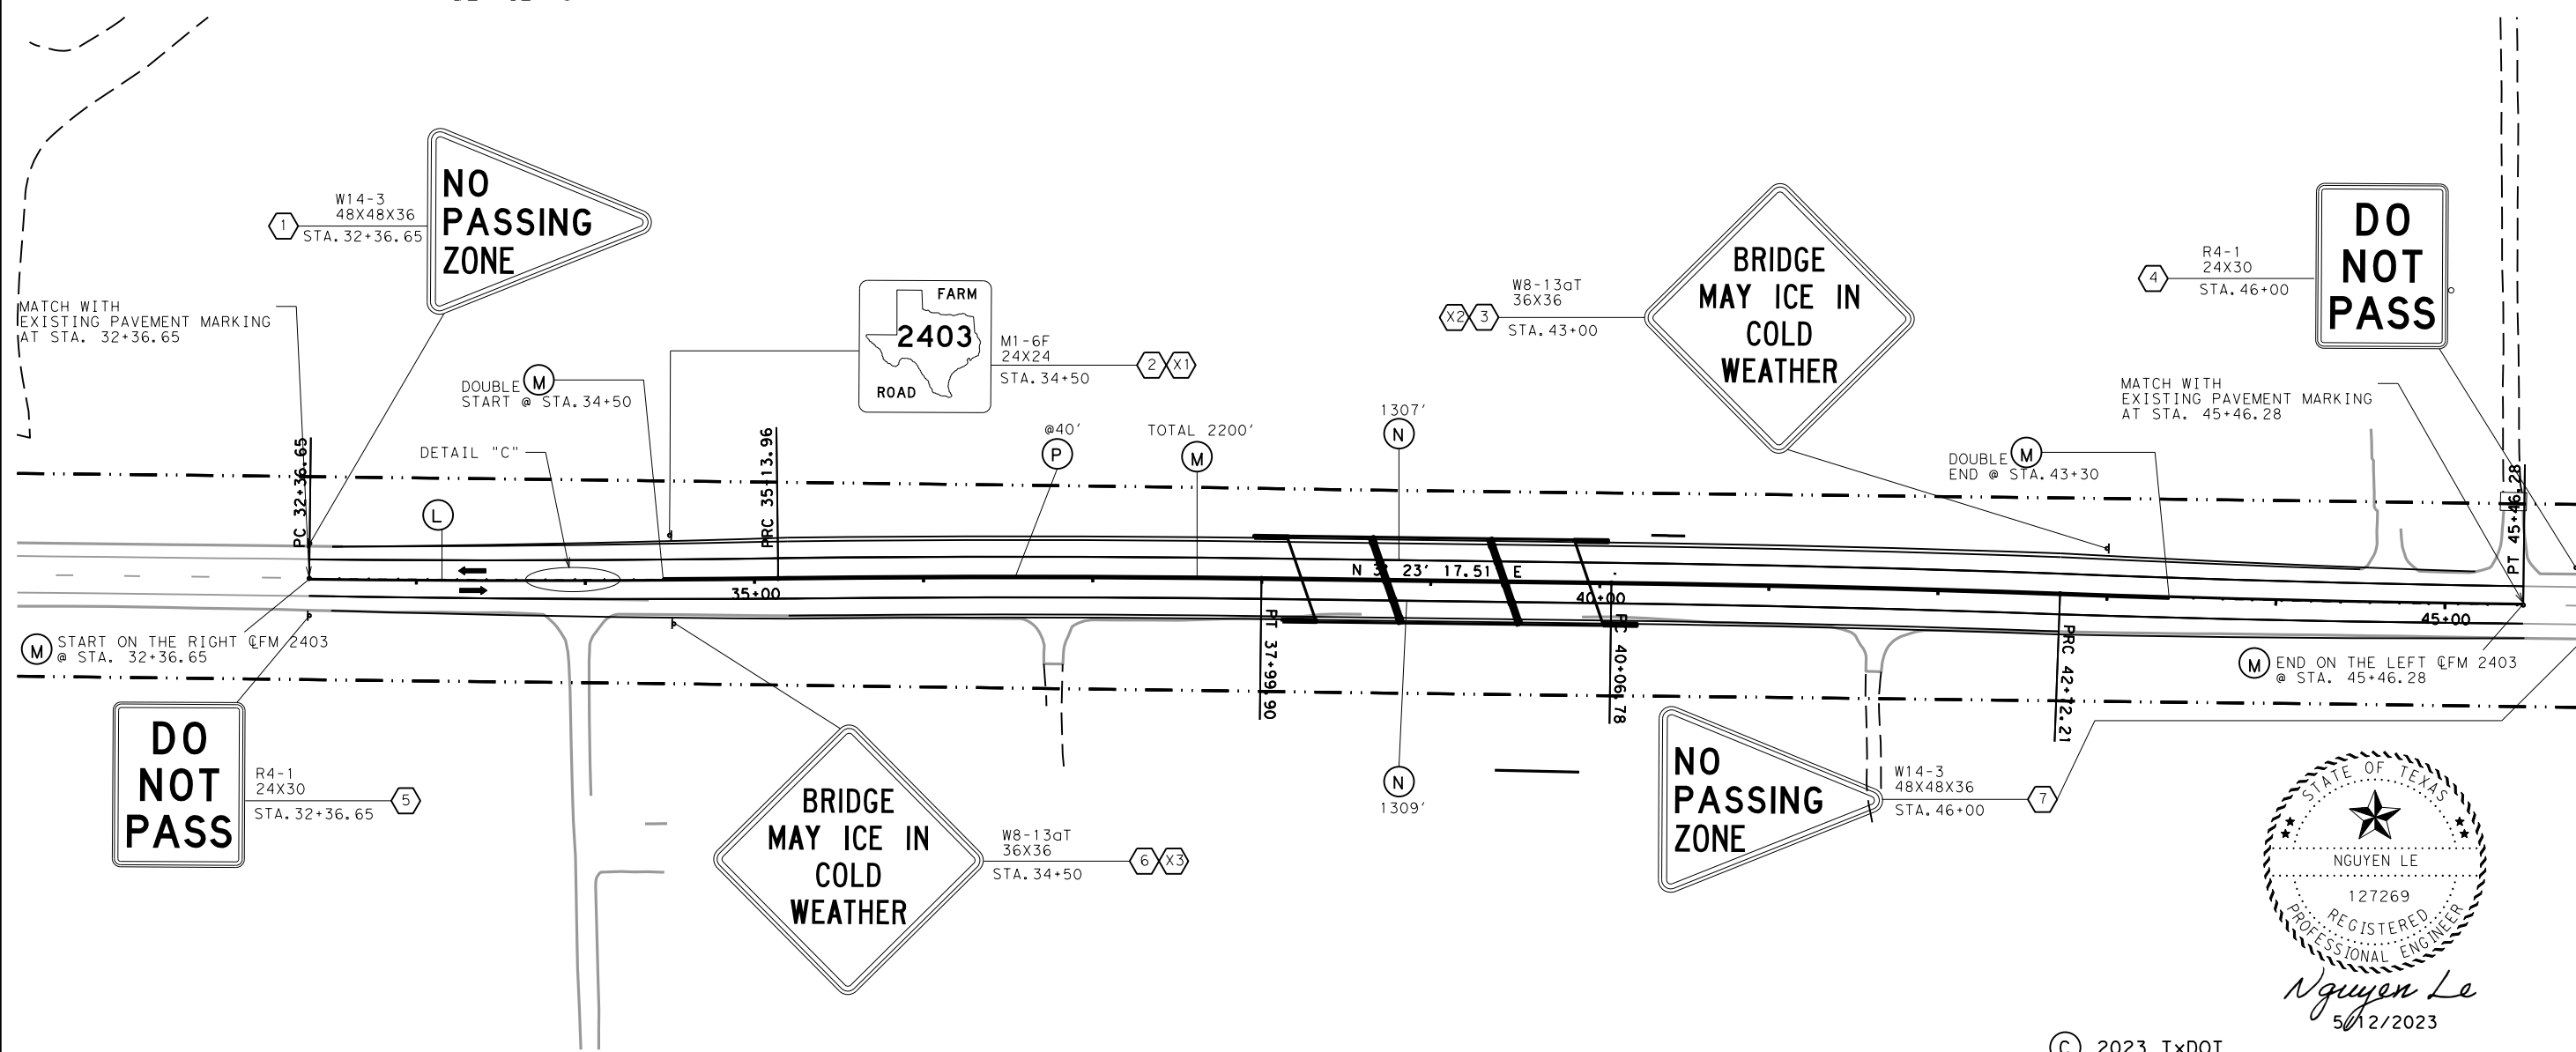 NO
PASSING
ZONE
W14-3
48X48X36
STA.32+36.65
1
MATCH WITH
EXISTING PAVEMENT MARKING
AT STA. 32+36.65
FARM
2403
ROAD
M1-6F
24X24
STA.34+50
2 X1
DOUBLE M
START @ STA.34+50
DETAIL "C"
L
BRIDGE
MAY ICE IN
COLD
WEATHER
W8-13aT
36X36
STA.43+00
X2 3
DO
NOT
PASS
R4-1
24X30
STA.46+00
4
MATCH WITH
EXISTING PAVEMENT MARKING
AT STA. 45+46.28
@40'
P
TOTAL 2200'
M
1307'
N
DOUBLE M
END @ STA.43+30
PC 32+36.65
PRC 35+13.96
PT 45+46.28
N 3° 23' 17.51" E
35+00
40+00
45+00
PT 37+99.90
PC 40+06.78
PRC 42+72.21
M START ON THE RIGHT ℄FM 2403
@ STA. 32+36.65
M END ON THE LEFT ℄FM 2403
@ STA. 45+46.28
DO
NOT
PASS
R4-1
24X30
STA.32+36.65
5
BRIDGE
MAY ICE IN
COLD
WEATHER
W8-13aT
36X36
STA.34+50
6 X3
N
1309'
NO
PASSING
ZONE
W14-3
48X48X36
STA.46+00
7
STATE OF TEXAS
NGUYEN LE
127269
REGISTERED
PROFESSIONAL ENGINEER
Nguyen Le
5/12/2023
C 2023 TxDOT